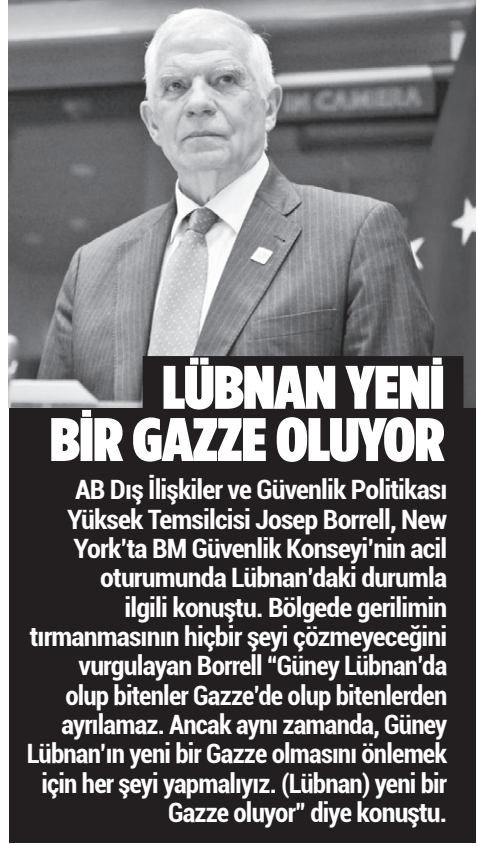 IN CAMERA
LÜBNAN YENİ
BİR GAZZE OLUYOR
AB Dış İlişkiler ve Güvenlik Politikası
Yüksek Temsilcisi Josep Borrell, New
York'ta BM Güvenlik Konseyi'nin acil
oturumunda Lübnan'daki durumla
ilgili konuştu. Bölgede gerilimin
tırmanmasının hiçbir şeyi çözmeyeceğini
vurgulayan Borrell “Güney Lübnan'da
olup bitenler Gazze'de olup bitenlerden
ayrılamaz. Ancak aynı zamanda, Güney
Lübnan'ın yeni bir Gazze olmasını önlemek
için her şeyi yapmalıyız. (Lübnan) yeni bir
Gazze oluyor” diye konuştu.